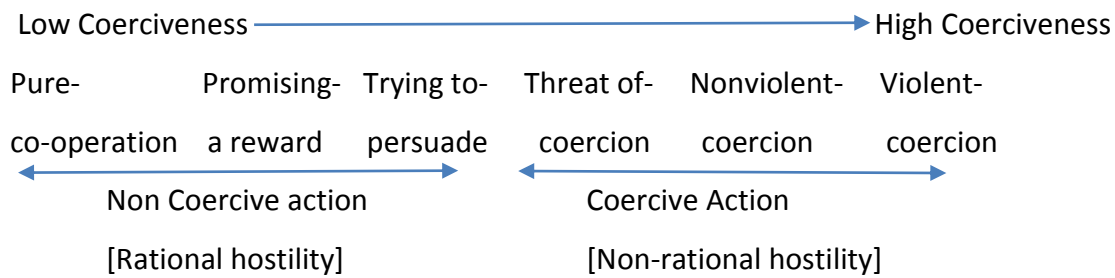 Low Coerciveness High Coerciveness
Pure- Promising- Trying to- Threat of- Nonviolent- Violent-
co-operation a reward persuade coercion coercion coercion
Non Coercive action Coercive Action
[Rational hostility] [Non-rational hostility]